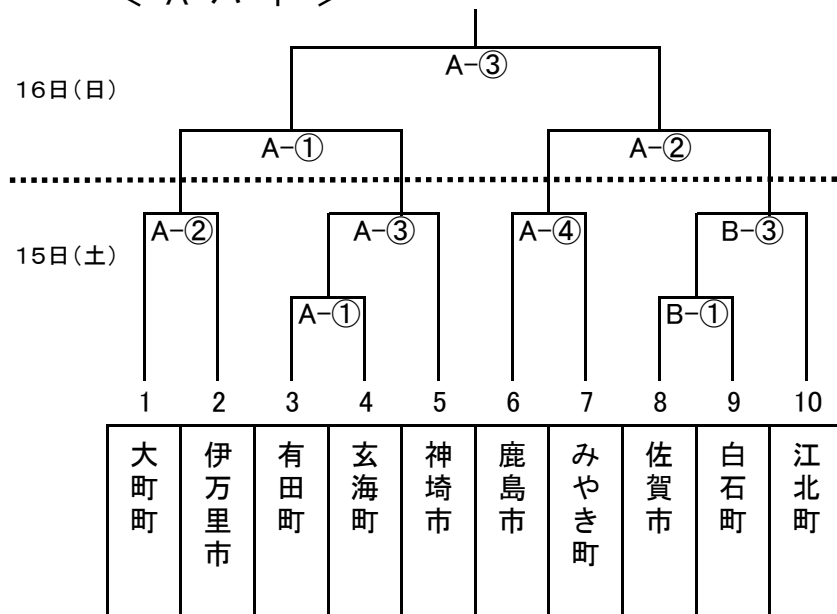 A-③
16日(日)
A-① A-②
A-② A-③ A-④ B-③
15日(土)
A-① B-①
1 2 3 4 5 6 7 8 9 10
大町町
伊万里市
有田町
玄海町
神埼市
鹿島市
みやき町
佐賀市
白石町
江北町